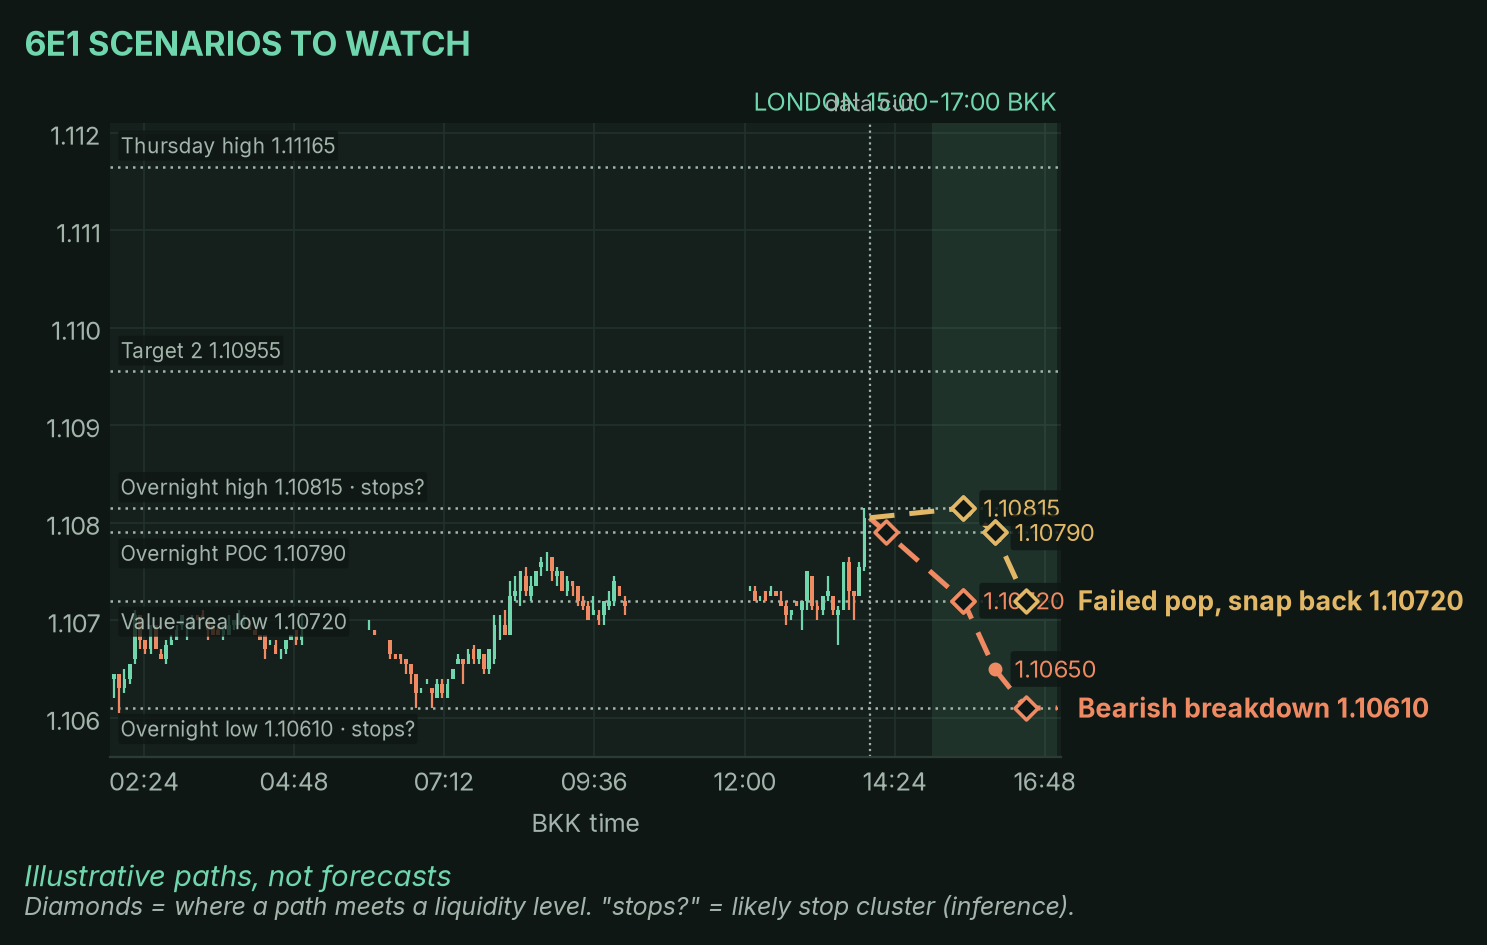 6E1 SCENARIOS TO WATCH
data cut
LONDON 15:00-17:00 BKK
1.112
Thursday high 1.11165
1.111
1.110
Target 2 1.10955
1.109
Overnight high 1.10815 · stops?
1.10815
1.108
1.10790
Overnight POC 1.10790
1.10720
Failed pop, snap back 1.10720
1.107
Value-area low 1.10720
1.10650
Bearish breakdown 1.10610
1.106
Overnight low 1.10610 · stops?
02:24 04:48 07:12 09:36 12:00 14:24 16:48
BKK time
Illustrative paths, not forecasts
Diamonds = where a path meets a liquidity level. "stops?" = likely stop cluster (inference).